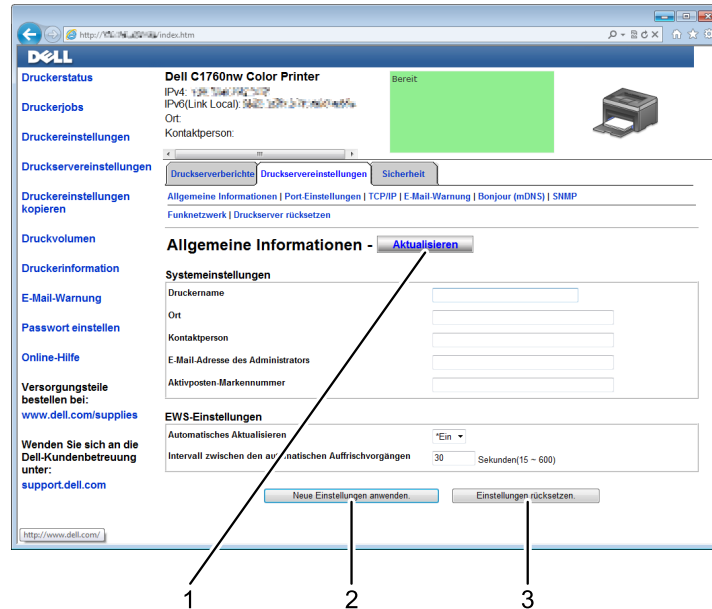 http:// /index.htm
DELL
Druckerstatus
Druckerjobs
Druckereinstellungen
Druckservereinstellungen
Druckereinstellungen
kopieren
Druckvolumen
Druckerinformation
E-Mail-Warnung
Passwort einstellen
Online-Hilfe
Versorgungsteile
bestellen bei:
www.dell.com/supplies
Wenden Sie sich an die
Dell-Kundenbetreuung
unter:
support.dell.com
Dell C1760nw Color Printer
IPv4:
IPv6(Link Local):
Ort:
Kontaktperson:
Bereit
Druckserverberichte Druckservereinstellungen Sicherheit
Allgemeine Informationen | Port-Einstellungen | TCP/IP | E-Mail-Warnung | Bonjour (mDNS) | SNMP
Funknetzwerk | Druckserver rücksetzen
Allgemeine Informationen - Aktualisieren
Systemeinstellungen
Druckername
Ort
Kontaktperson
E-Mail-Adresse des Administrators
Aktivposten-Markennummer
EWS-Einstellungen
Automatisches Aktualisieren *Ein
Intervall zwischen den automatischen Auffrischvorgängen 30 Sekunden(15 ~ 600)
Neue Einstellungen anwenden. Einstellungen rücksetzen.
http://www.dell.com/
1 2 3